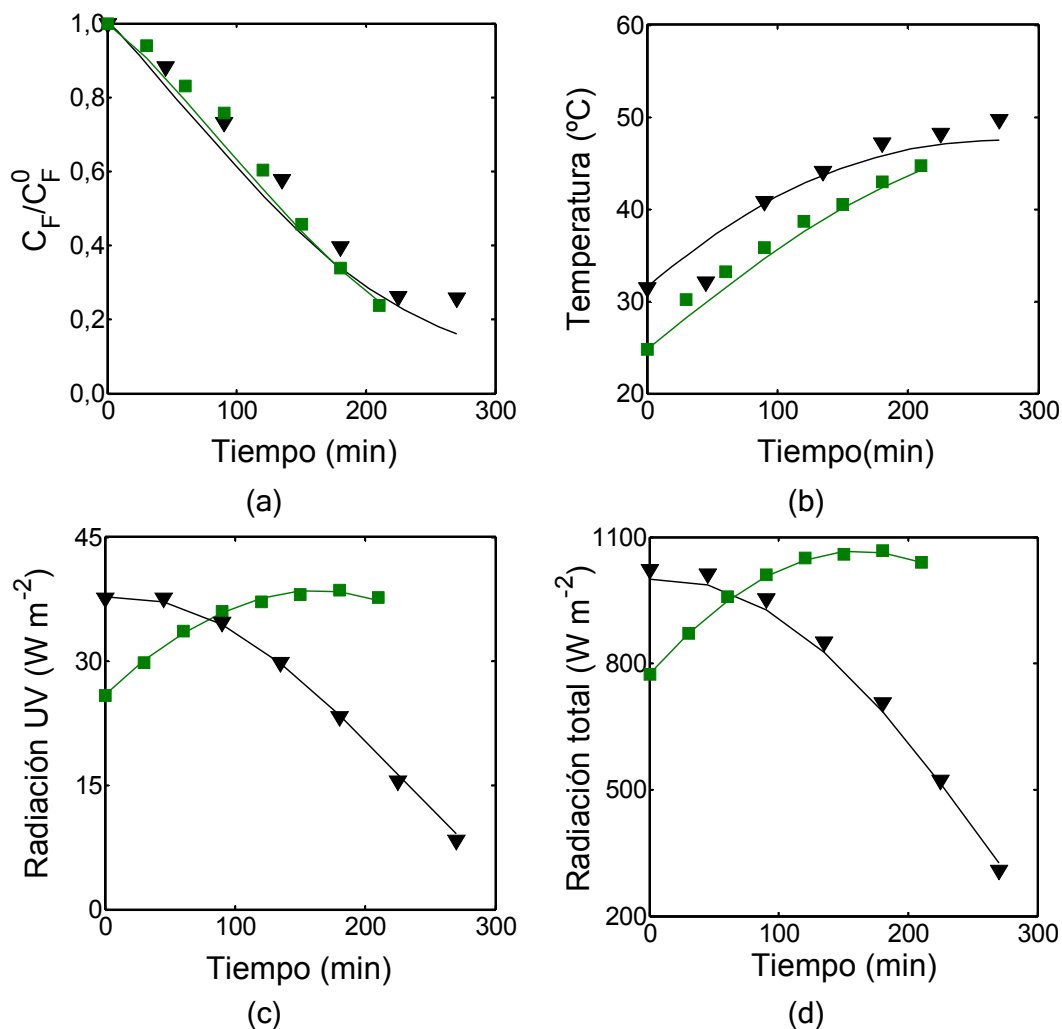 1,0
0,8
0,6
0,4
0,2
0,0
C_F/C_F^0
0 100 200 300
Tiempo (min)
(a)
60
50
40
30
20
Temperatura (ºC)
0 100 200 300
Tiempo(min)
(b)
45
30
15
0
Radiación UV (W m^-2)
0 100 200 300
Tiempo (min)
(c)
1100
800
500
200
Radiación total (W m^-2)
0 100 200 300
Tiempo (min)
(d)